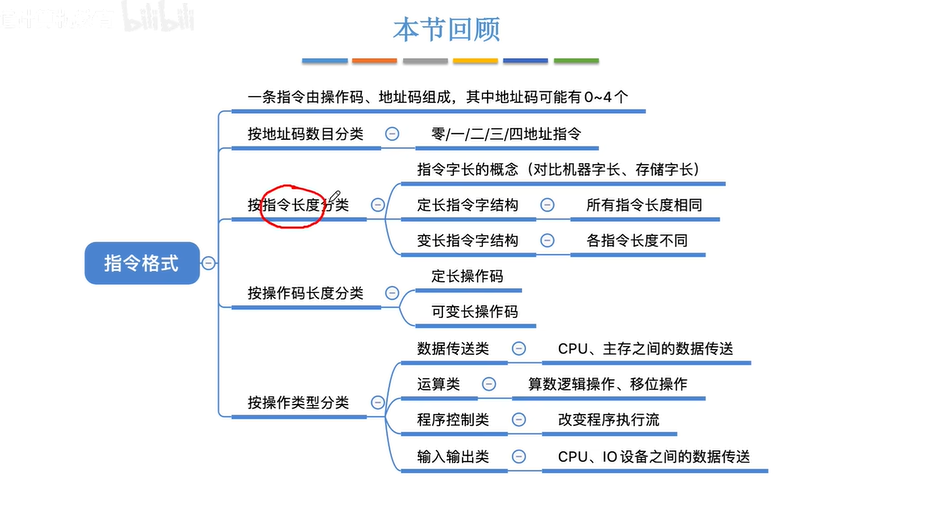 bilibili
本节回顾
一条指令由操作码、地址码组成，其中地址码可能有0~4个
按地址码数目分类
零/一/二/三/四地址指令
指令字长的概念（对比机器字长、存储字长）
按指令长度分类
定长指令字结构
所有指令长度相同
变长指令字结构
各指令长度不同
指令格式
按操作码长度分类
定长操作码
可变长操作码
按操作类型分类
数据传送类
CPU、主存之间的数据传送
运算类
算数逻辑操作、移位操作
程序控制类
改变程序执行流
输入输出类
CPU、IO设备之间的数据传送